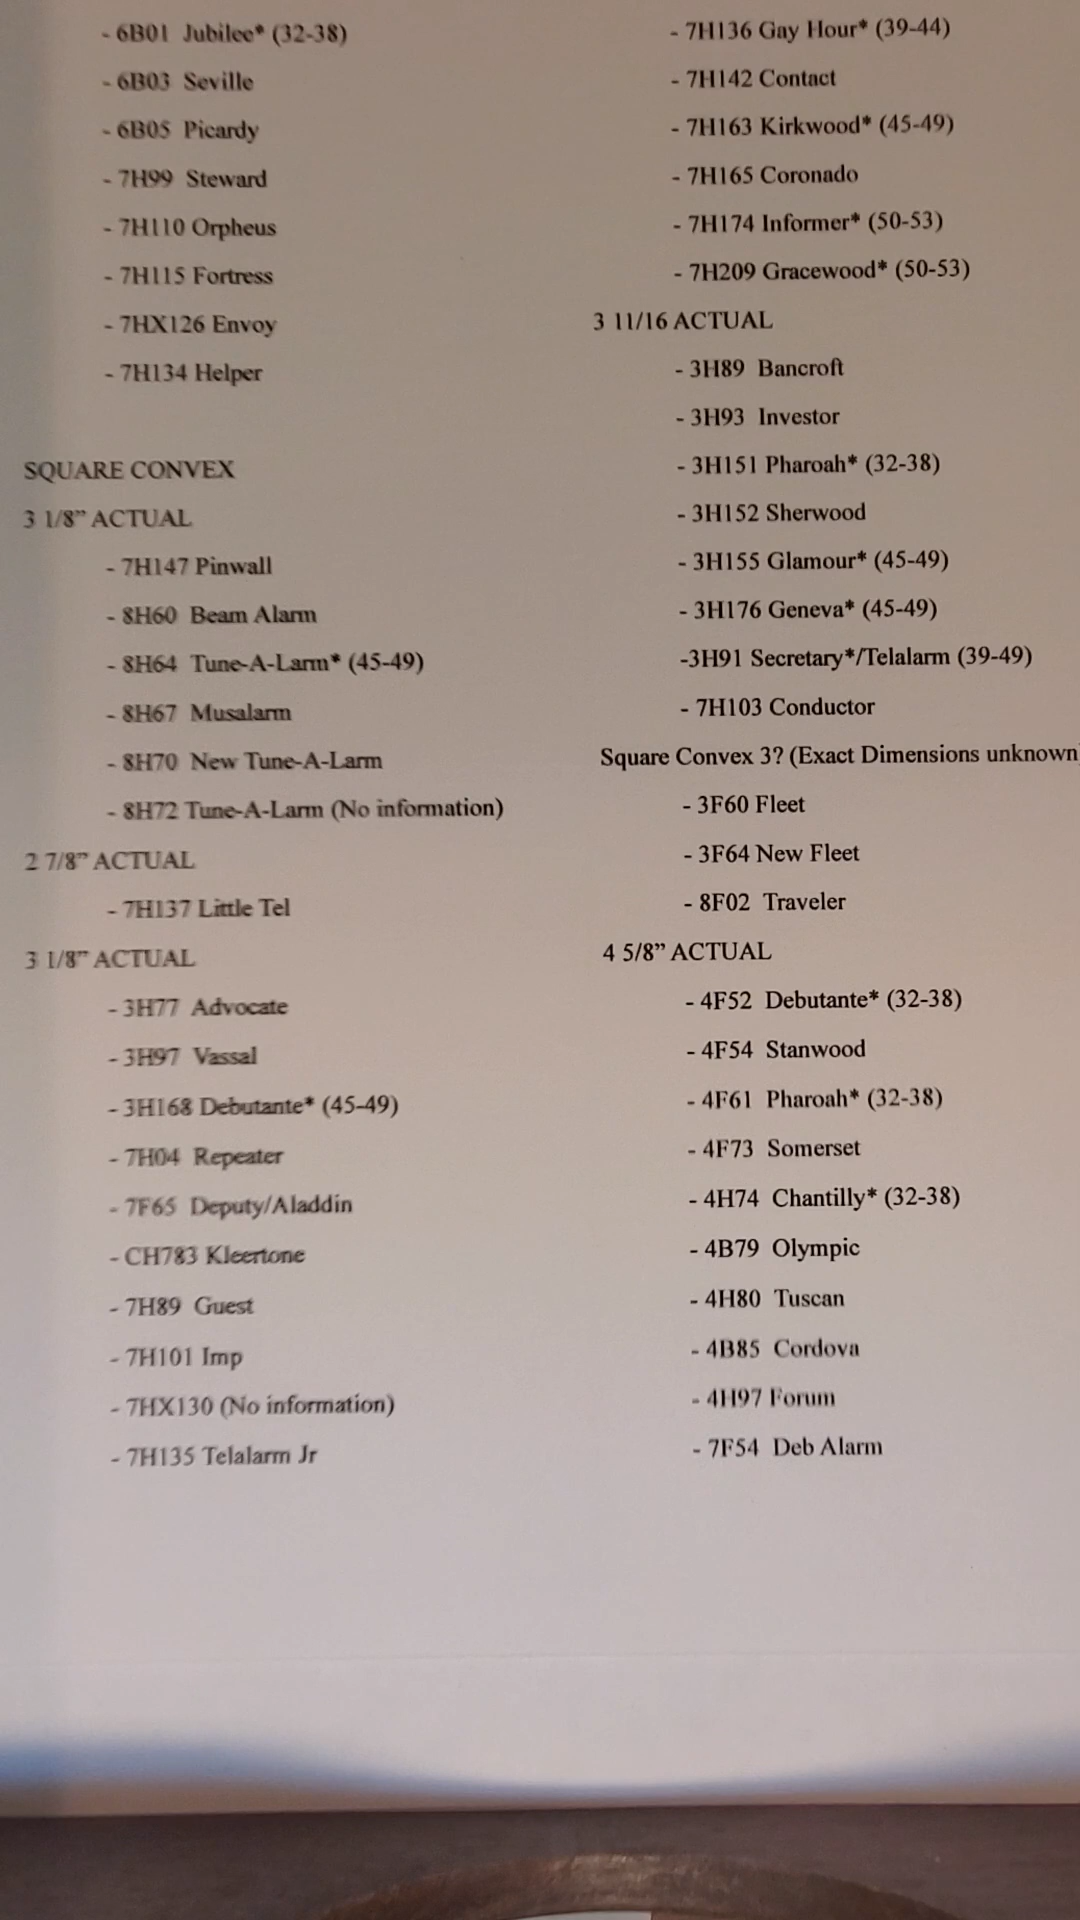 - 6B01 Jubilee* (32-38)
- 6B03 Seville
- 6B05 Picardy
- 7H99 Steward
- 7H110 Orpheus
- 7H115 Fortress
- 7HX126 Envoy
- 7H134 Helper
SQUARE CONVEX
3 1/8” ACTUAL
- 7H147 Pinwall
- 8H60 Beam Alarm
- 8H64 Tune-A-Larm* (45-49)
- 8H67 Musalarm
- 8H70 New Tune-A-Larm
- 8H72 Tune-A-Larm (No information)
2 7/8” ACTUAL
- 7H137 Little Tel
3 1/8” ACTUAL
- 3H77 Advocate
- 3H97 Vassal
- 3H168 Debutante* (45-49)
- 7H04 Repeater
- 7F65 Deputy/Aladdin
- CH783 Kleertone
- 7H89 Guest
- 7H101 Imp
- 7HX130 (No information)
- 7H135 Telalarm Jr
- 7H136 Gay Hour* (39-44)
- 7H142 Contact
- 7H163 Kirkwood* (45-49)
- 7H165 Coronado
- 7H174 Informer* (50-53)
- 7H209 Gracewood* (50-53)
3 11/16 ACTUAL
- 3H89 Bancroft
- 3H93 Investor
- 3H151 Pharoah* (32-38)
- 3H152 Sherwood
- 3H155 Glamour* (45-49)
- 3H176 Geneva* (45-49)
-3H91 Secretary*/Telalarm (39-49)
- 7H103 Conductor
Square Convex 3? (Exact Dimensions unknown)
- 3F60 Fleet
- 3F64 New Fleet
- 8F02 Traveler
4 5/8” ACTUAL
- 4F52 Debutante* (32-38)
- 4F54 Stanwood
- 4F61 Pharoah* (32-38)
- 4F73 Somerset
- 4H74 Chantilly* (32-38)
- 4B79 Olympic
- 4H80 Tuscan
- 4B85 Cordova
- 4H97 Forum
- 7F54 Deb Alarm